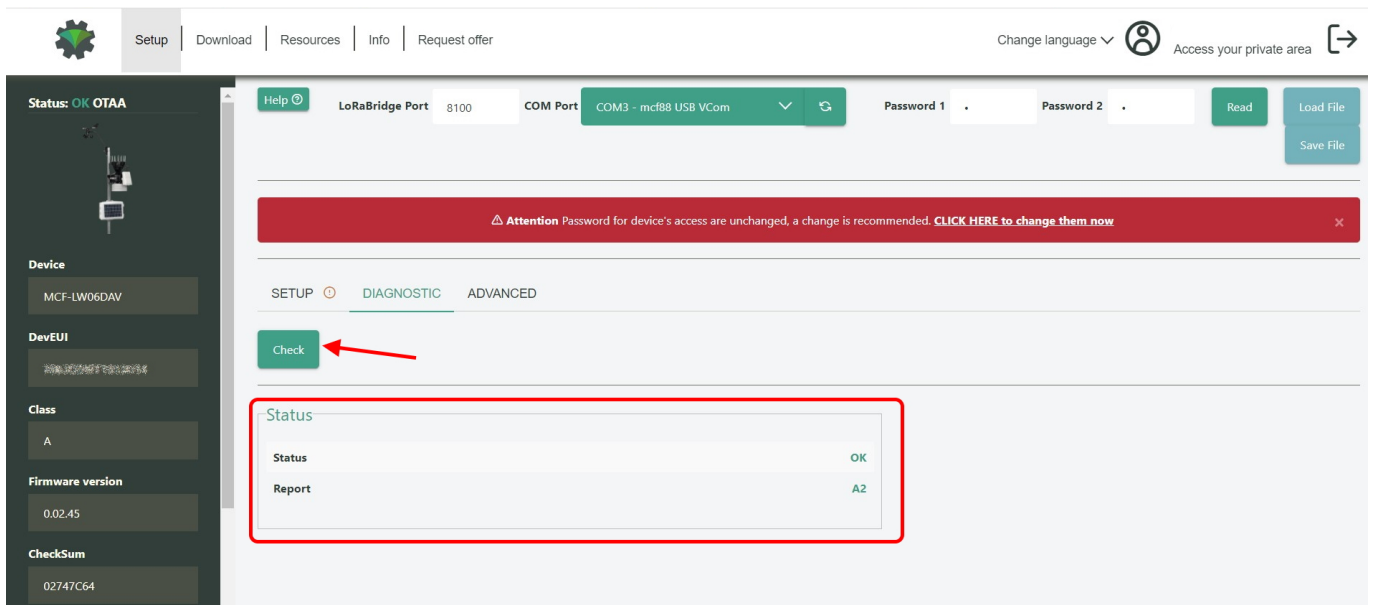 Setup Download Resources Info Request offer Change language Access your private area
Status: OK OTAA
Help LoRaBridge Port 8100 COM Port COM3 - mcf88 USB VCom Password 1 Password 2 Read Load File
Save File
Attention Password for device's access are unchanged, a change is recommended. CLICK HERE to change them now
Device
MCF-LW06DAV
SETUP DIAGNOSTIC ADVANCED
DevEUI
Check
Class
A
Status
Status OK
Report A2
Firmware version
0.02.45
CheckSum
02747C64